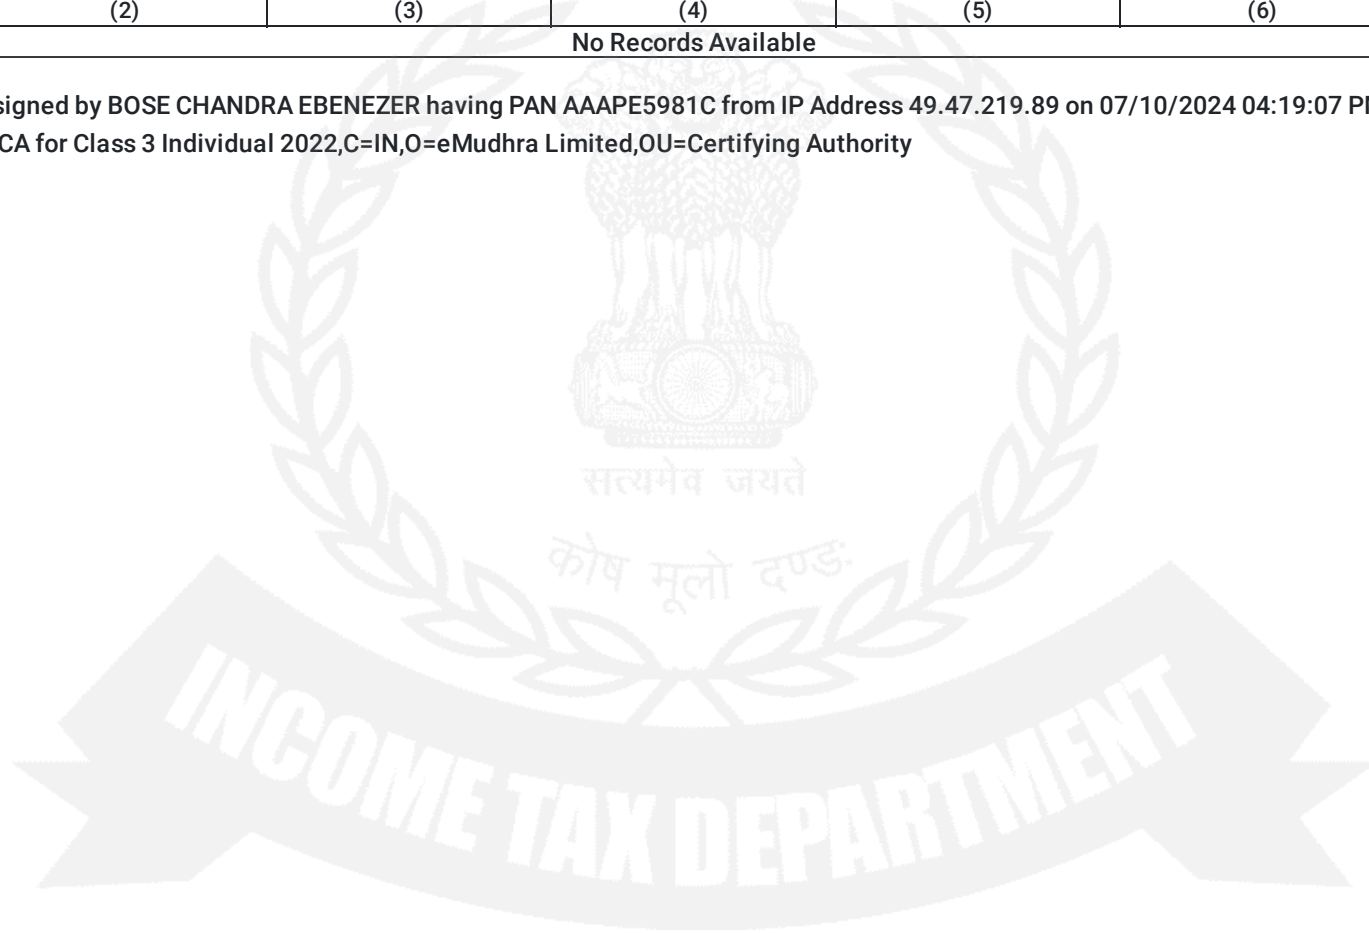 (2) (3) (4) (5) (6)
No Records Available
signed by BOSE CHANDRA EBENEZER having PAN AAAPE5981C from IP Address 49.47.219.89 on 07/10/2024 04:19:07 PM
CA for Class 3 Individual 2022,C=IN,O=eMudhra Limited,OU=Certifying Authority
सत्यमेव जयते
कोष मूलो दण्डः
INCOME TAX DEPARTMENT